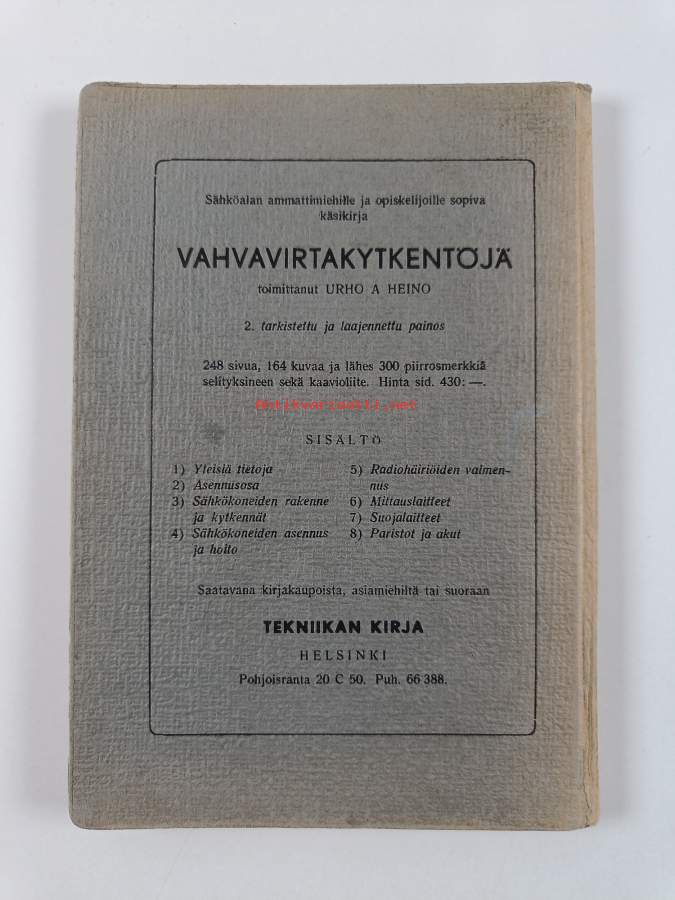 Sähköalan ammattimiehille ja opiskelijoille sopiva
käsikirja
VAHVAVIRTAKYTKENTÖJÄ
toimittanut URHO A HEINO
2. tarkistettu ja laajennettu painos
248 sivua, 164 kuvaa ja lähes 300 piirrosmerkkiä
selityksineen sekä kaavioliite. Hinta sid. 430: —.
Antikvariaatti.net
SISÄLTÖ
1) Yleisiä tietoja
2) Asennusosa
3) Sähkökoneiden rakenne
ja kytkennät
4) Sähkökoneiden asennus
ja hoito
5) Radiohäiriöiden vaimen-
nus
6) Mittauslaitteet
7) Suojalaitteet
8) Paristot ja akut
Saatavana kirjakaupoista, asiamiehiltä tai suoraan
TEKNIIKAN KIRJA
HELSINKI
Pohjoisranta 20 C 50. Puh. 66 388.